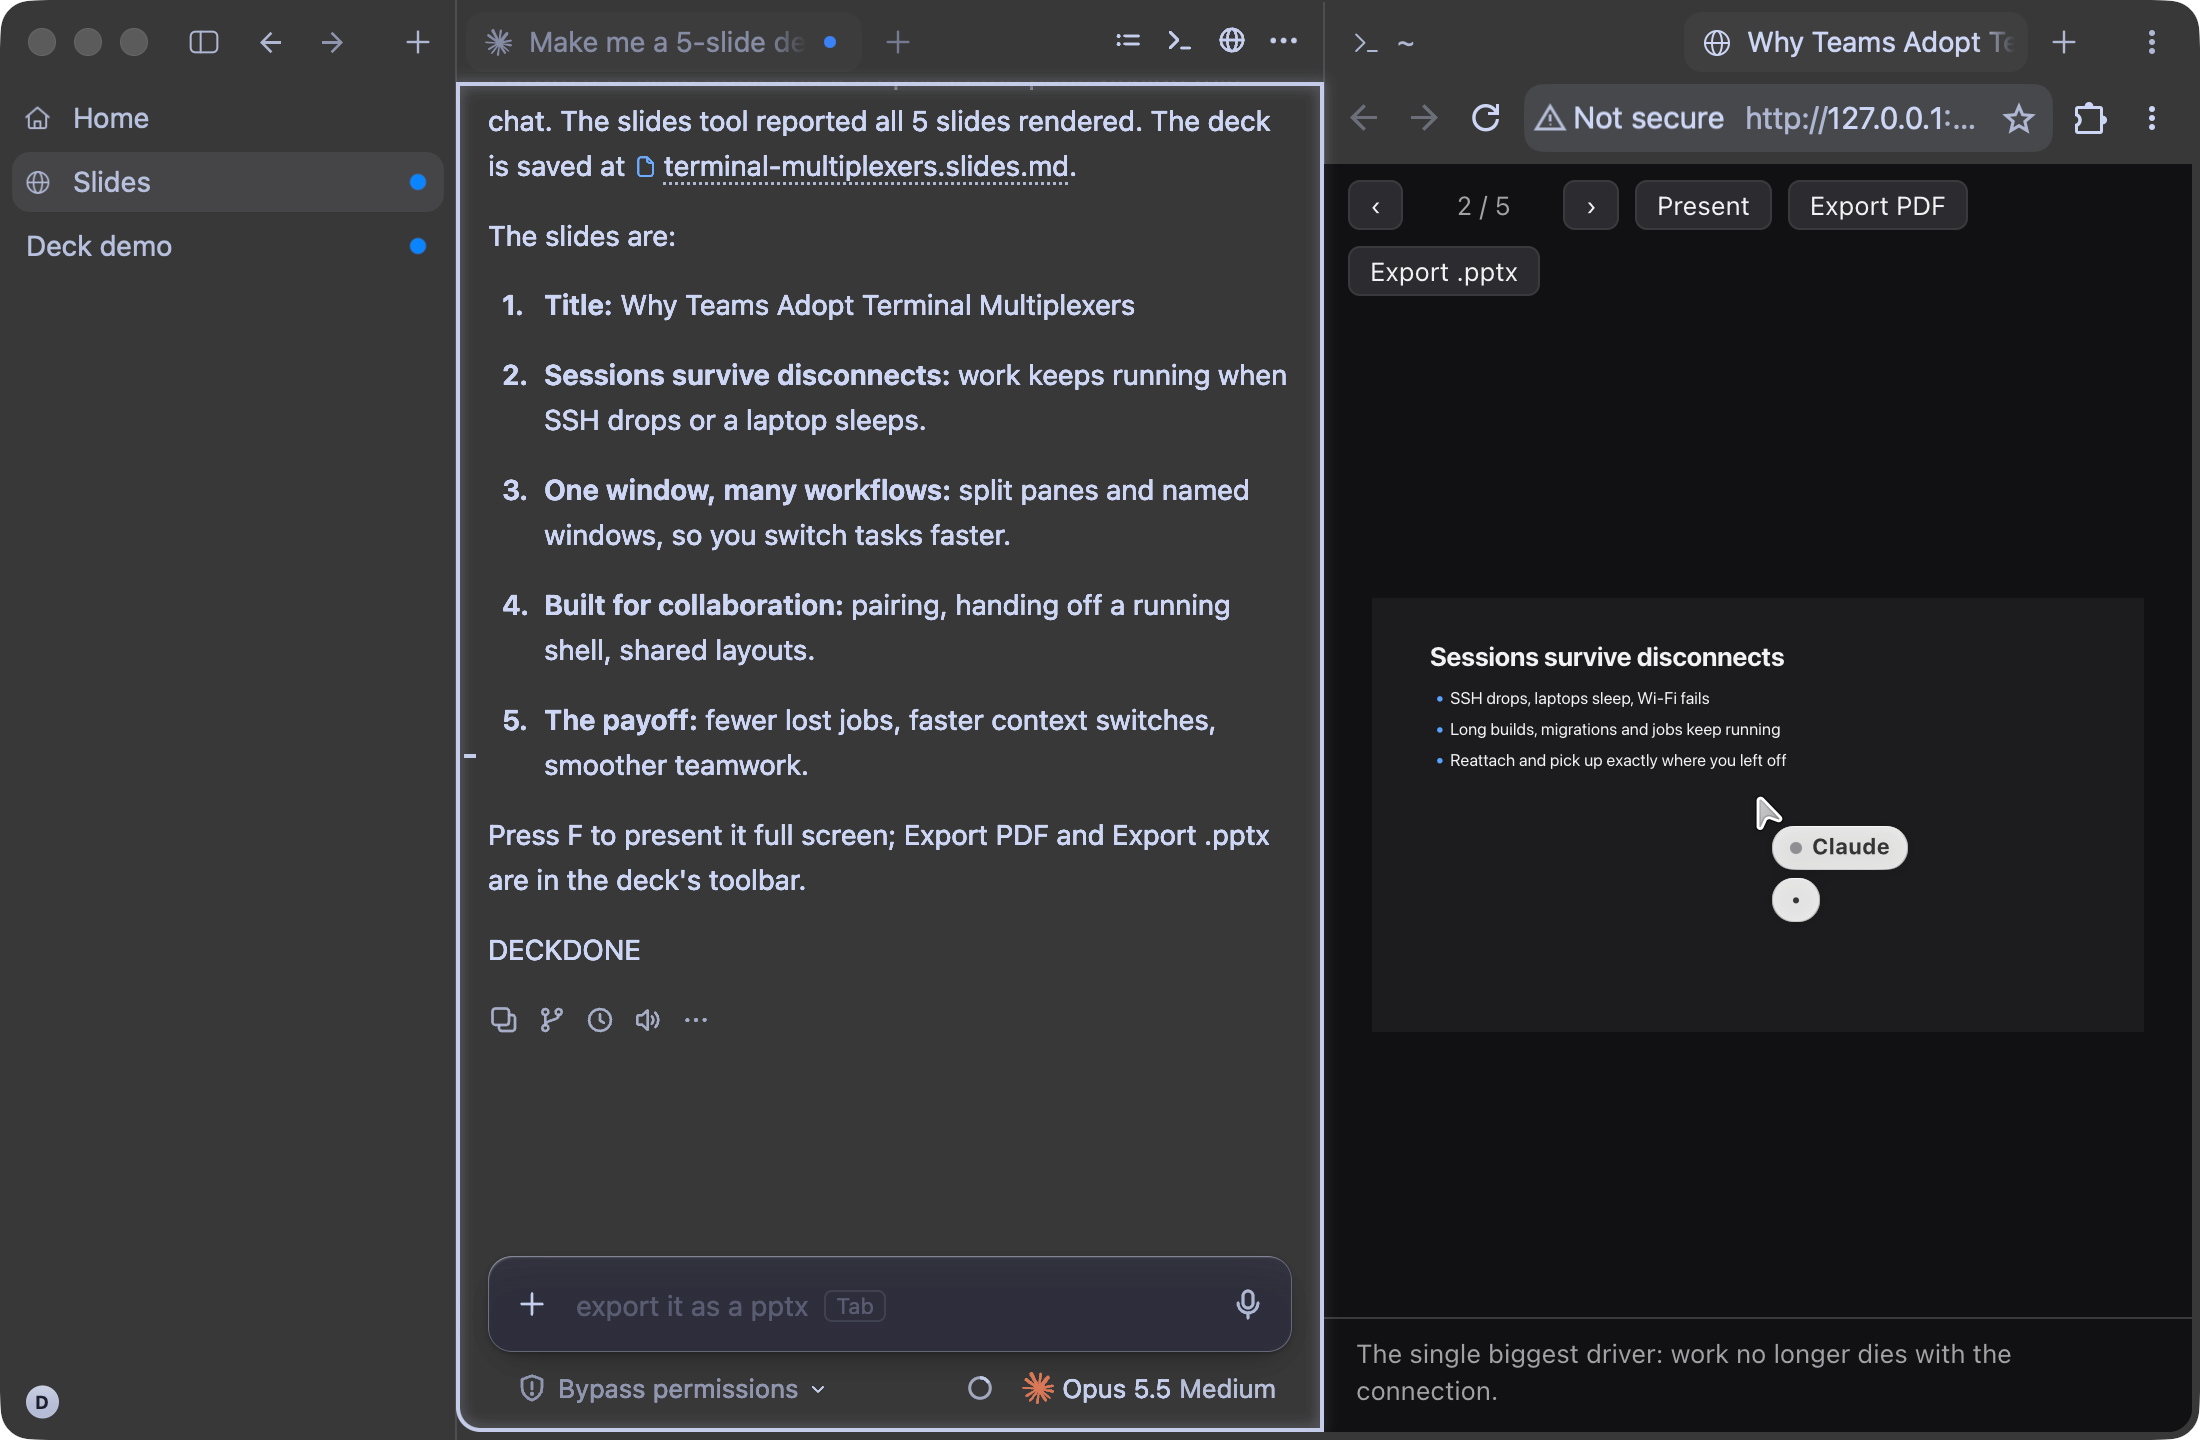 Home
Slides
Deck demo
D
Make me a 5-slide de
chat. The slides tool reported all 5 slides rendered. The deck
is saved at terminal-multiplexers.slides.md.
The slides are:
1. Title: Why Teams Adopt Terminal Multiplexers
2. Sessions survive disconnects: work keeps running when
SSH drops or a laptop sleeps.
3. One window, many workflows: split panes and named
windows, so you switch tasks faster.
4. Built for collaboration: pairing, handing off a running
shell, shared layouts.
5. The payoff: fewer lost jobs, faster context switches,
smoother teamwork.
Press F to present it full screen; Export PDF and Export .pptx
are in the deck's toolbar.
DECKDONE
export it as a pptx Tab
Bypass permissions
Opus 5.5 Medium
~
Why Teams Adopt Te
Not secure http://127.0.0.1:...
‹ 2 / 5 › Present Export PDF
Export .pptx
Sessions survive disconnects
• SSH drops, laptops sleep, Wi-Fi fails
• Long builds, migrations and jobs keep running
• Reattach and pick up exactly where you left off
Claude
The single biggest driver: work no longer dies with the
connection.